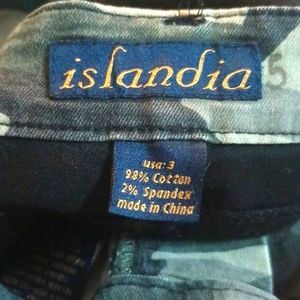 islandia
5
usa: 3
98% Cotton
2% Spandex
made in China